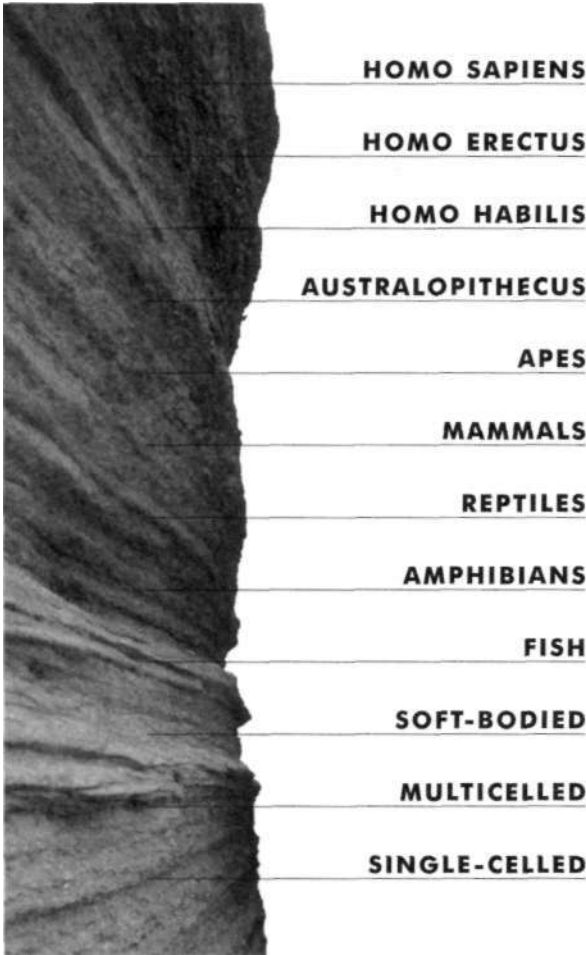 HOMO SAPIENS
HOMO ERECTUS
HOMO HABILIS
AUSTRALOPITHECUS
APES
MAMMALS
REPTILES
AMPHIBIANS
FISH
SOFT-BODIED
MULTICELLED
SINGLE-CELLED